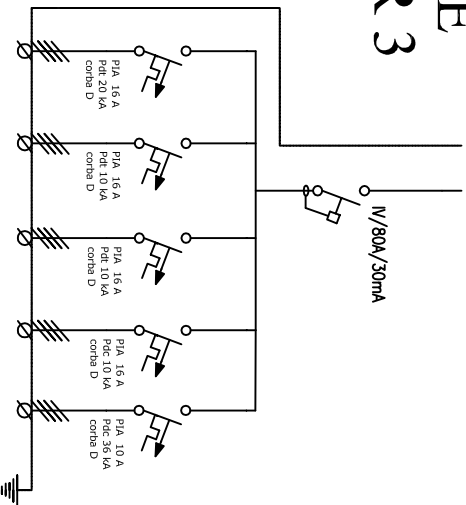 E
R 3
IV/80A/30mA
PIA 16 A
Pdt 20 kA
corba D
PIA 16 A
Pdt 10 kA
corba D
PIA 16 A
Pdt 10 kA
corba D
PIA 16 A
Pdc 10 kA
corba D
PIA 10 A
Pdc 36 kA
corba D